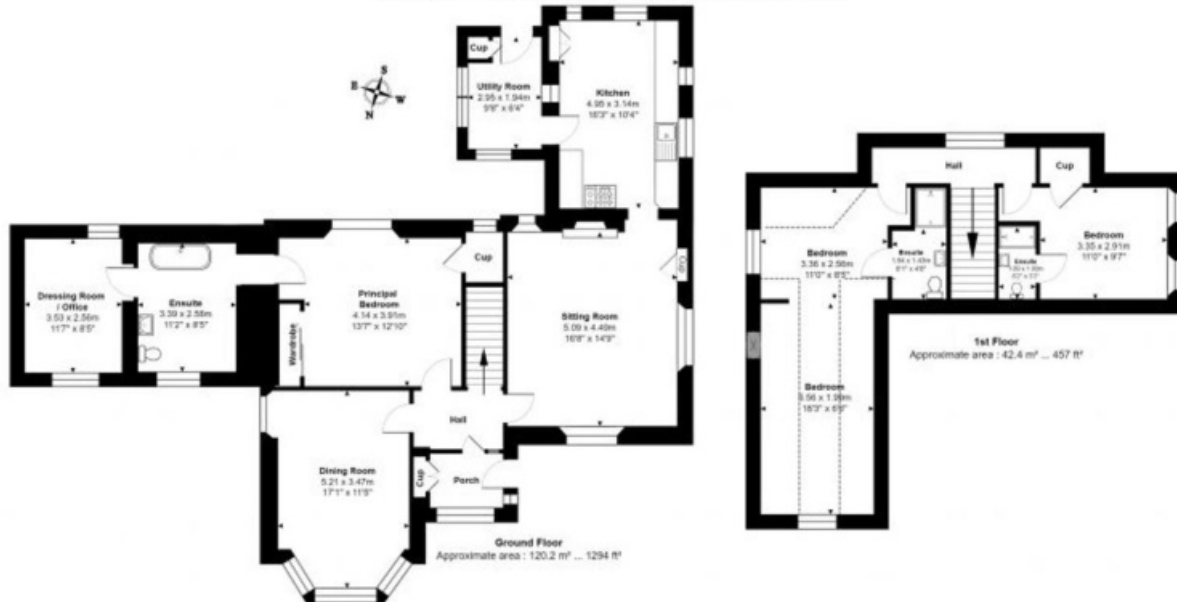 Cup
Utility Room
2.95 x 1.94m
9'8" x 6'4"
Kitchen
4.95 x 3.14m
16'3" x 10'4"
S
E
W
N
Dressing Room
/ Office
3.53 x 2.56m
11'7" x 8'5"
Ensuite
3.39 x 2.58m
11'2" x 8'5"
Principal
Bedroom
4.14 x 3.91m
13'7" x 12'10"
Wardrobe
Cup
Sitting Room
5.09 x 4.49m
16'8" x 14'9"
Cup
Hall
Dining Room
5.21 x 3.47m
17'1" x 11'5"
Cup
Porch
Ground Floor
Approximate area : 120.2 m² ... 1294 ft²
Hall
Cup
Bedroom
3.36 x 2.58m
11'0" x 8'5"
Ensuite
Ensuite
Bedroom
3.35 x 2.91m
11'0" x 9'7"
1st Floor
Approximate area : 42.4 m² ... 457 ft²
Bedroom